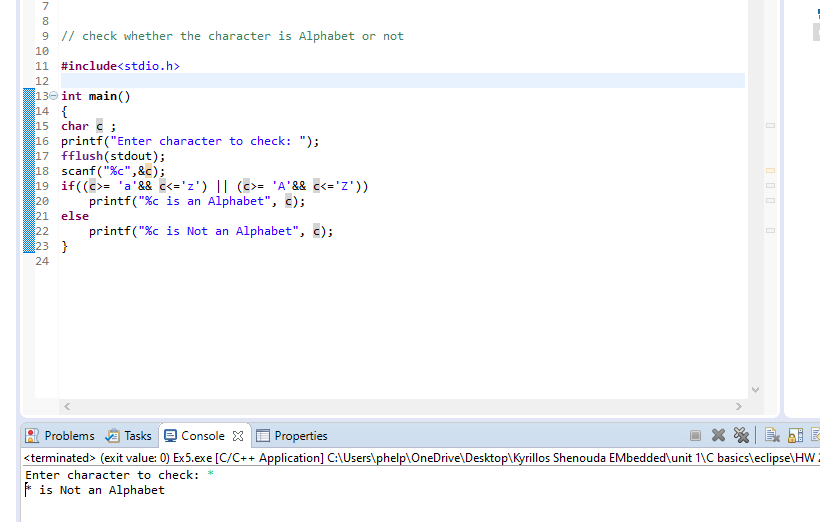 7
8
9 // check whether the character is Alphabet or not
10
11 #include<stdio.h>
12
13 int main()
14 {
15 char c ;
16 printf("Enter character to check: ");
17 fflush(stdout);
18 scanf("%c",&c);
19 if((c>= 'a'&& c<='z') || (c>= 'A'&& c<='Z'))
20     printf("%c is an Alphabet", c);
21 else
22     printf("%c is Not an Alphabet", c);
23 }
24
Problems Tasks Console Properties
<terminated> (exit value: 0) Ex5.exe [C/C++ Application] C:\Users\phelp\OneDrive\Desktop\Kyrillos Shenouda EMbedded\unit 1\C basics\eclipse\HW
Enter character to check: *
* is Not an Alphabet